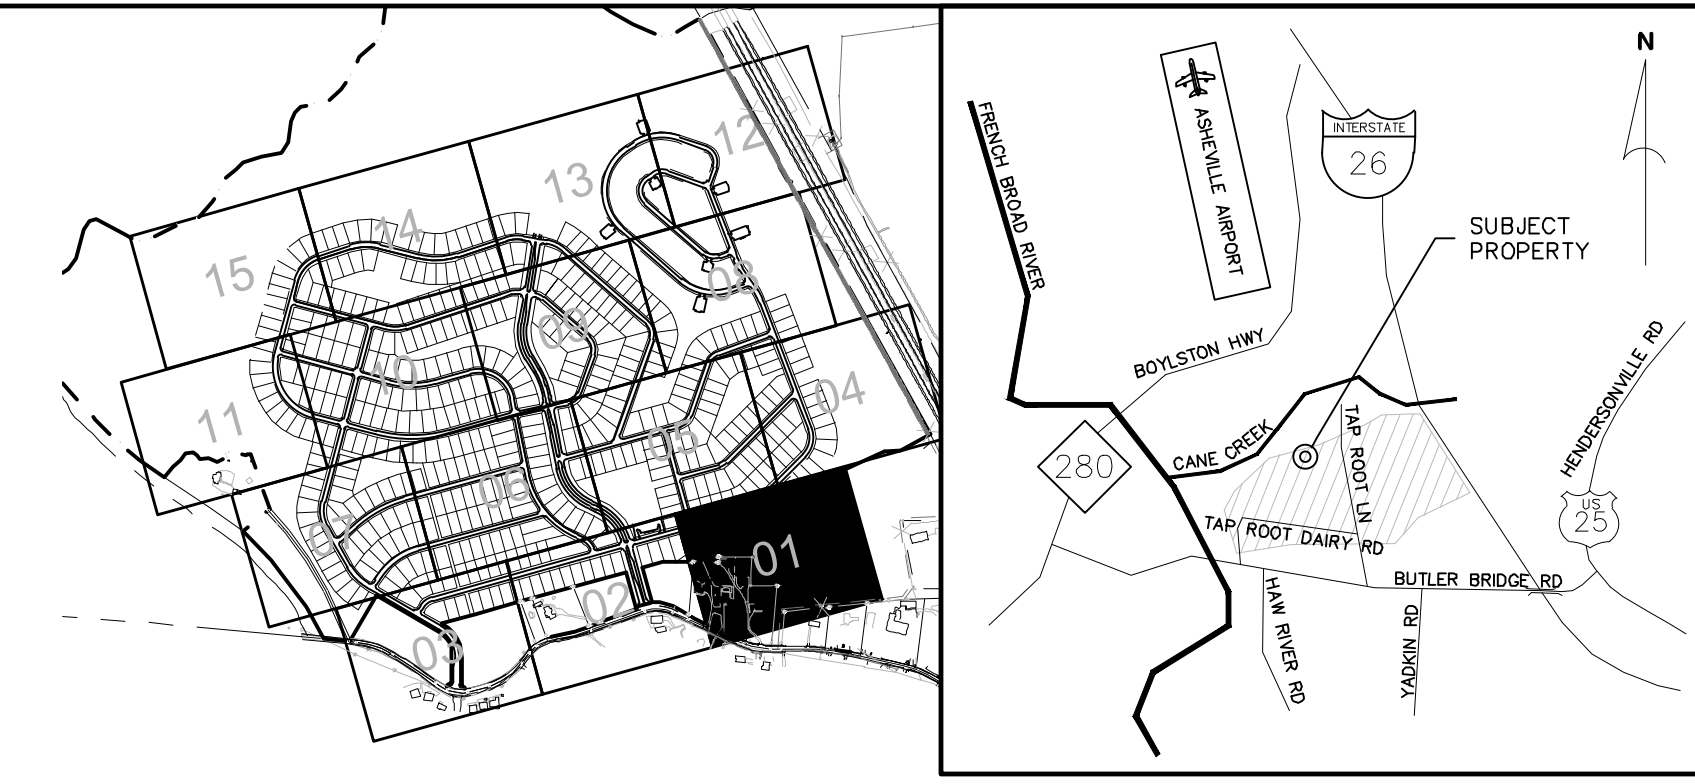 12
13
14
15
08
09
10
11
04
05
06
07
01
02
03
N
INTERSTATE
26
ASHEVILLE AIRPORT
FRENCH BROAD RIVER
SUBJECT
PROPERTY
BOYLSTON HWY
HENDERSONVILLE RD
CANE CREEK
TAP ROOT LN
280
US
25
TAP ROOT DAIRY RD
BUTLER BRIDGE RD
HAW RIVER RD
YADKIN RD